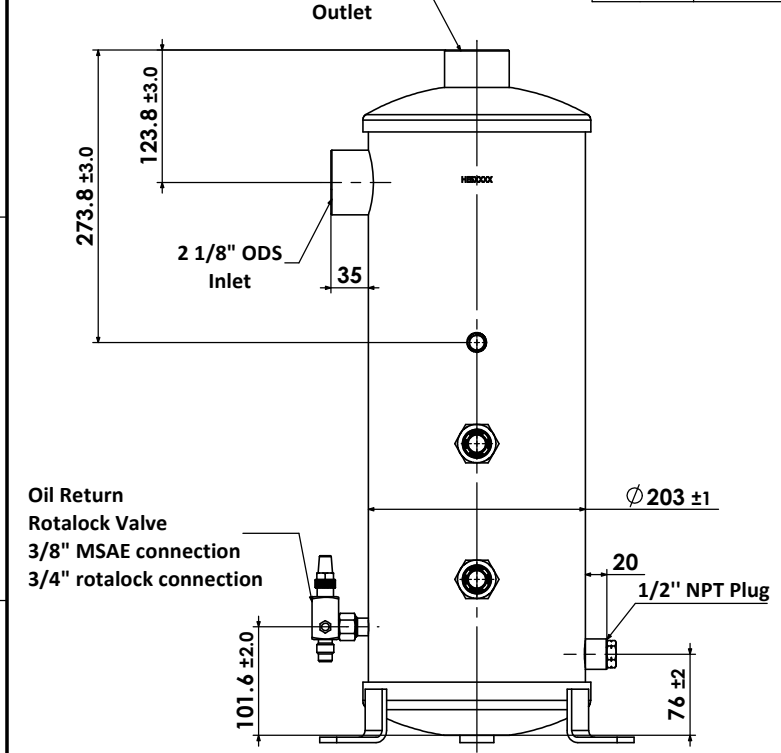 Outlet
123.8 ±3.0
273.8 ±3.0
2 1/8" ODS
Inlet
35
Oil Return
Rotalock Valve
3/8" MSAE connection
3/4" rotalock connection
Ø 203 ±1
20
1/2'' NPT Plug
101.6 ±2.0
76 ±2